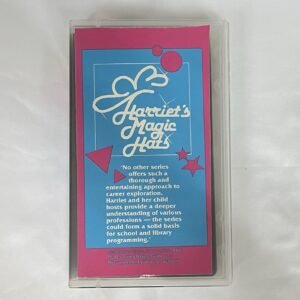 Harriet's
Magic
Hats
'No other series
offers such a
thorough and
entertaining approach to
career exploration.
Harriet and her child
hosts provide a deeper
understanding of various
professions — the series
could form a solid basis
for school and library
programming.'